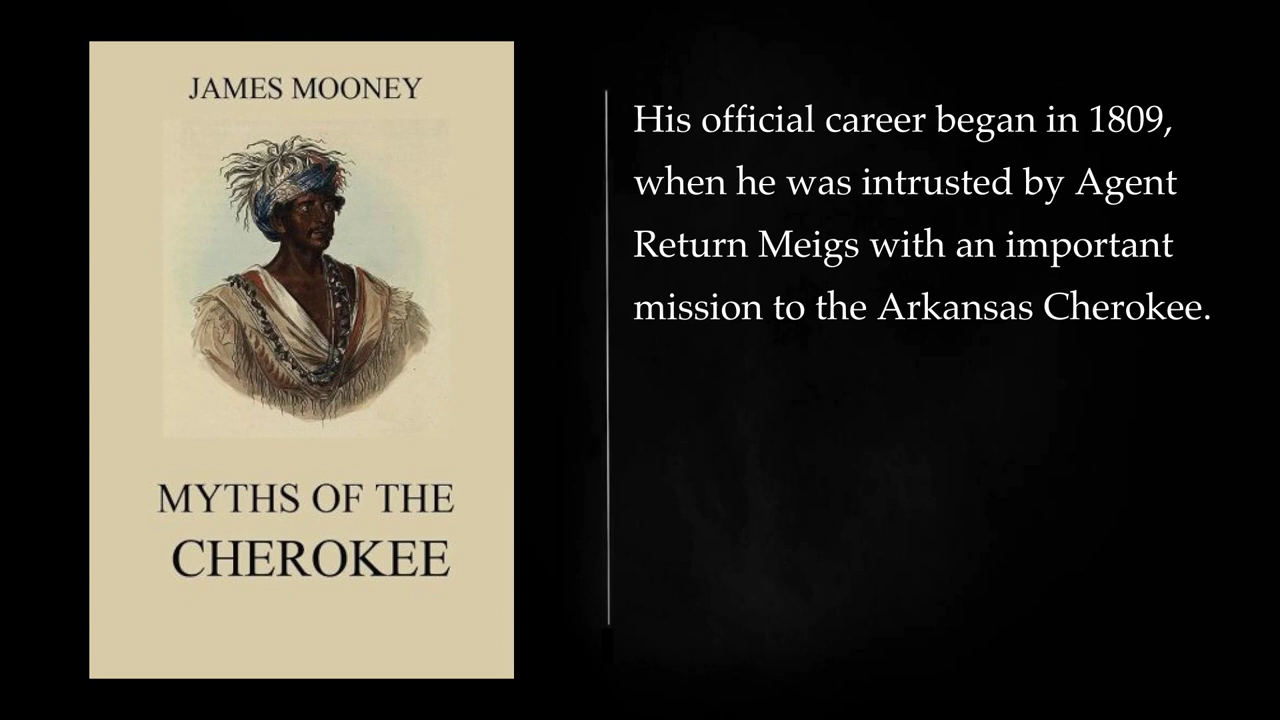 JAMES MOONEY
MYTHS OF THE
CHEROKEE
His official career began in 1809,
when he was intrusted by Agent
Return Meigs with an important
mission to the Arkansas Cherokee.